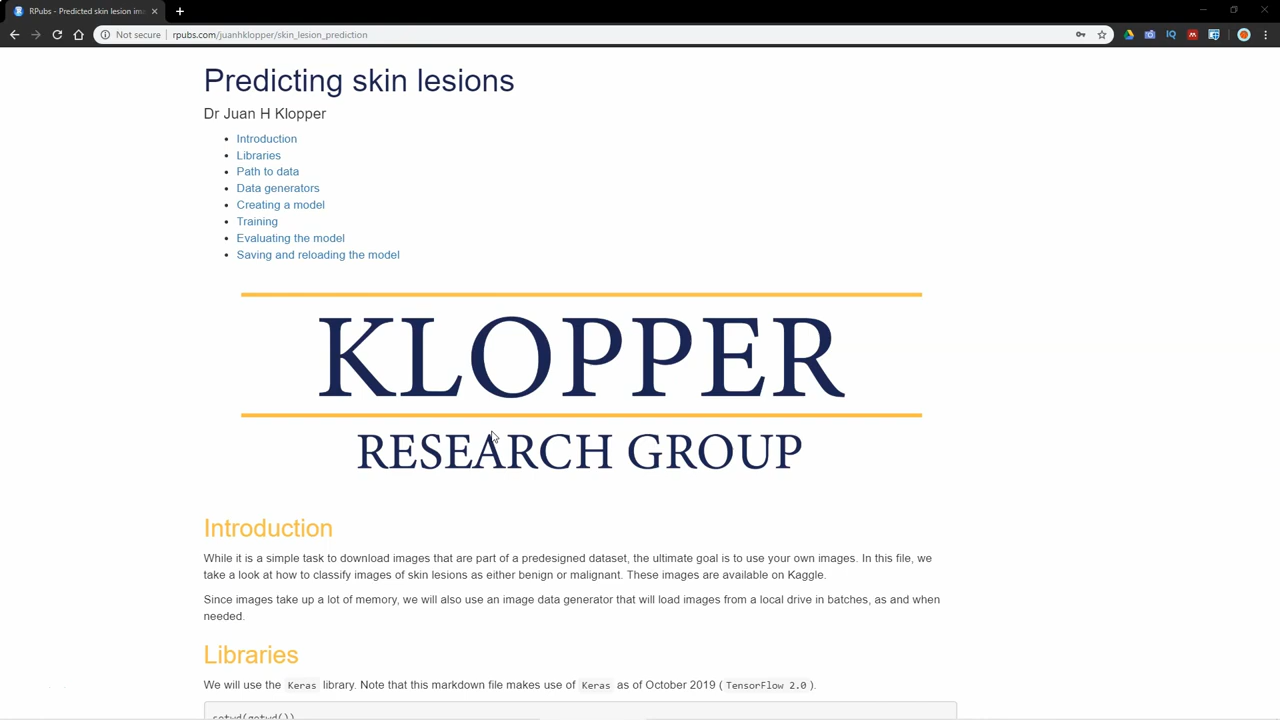 RPubs - Predicted skin lesion im
Not secure | rpubs.com/juanhklopper/skin_lesion_prediction
Predicting skin lesions
Dr Juan H Klopper
Introduction
Libraries
Path to data
Data generators
Creating a model
Training
Evaluating the model
Saving and reloading the model
KLOPPER
RESEARCH GROUP
Introduction
While it is a simple task to download images that are part of a predesigned dataset, the ultimate goal is to use your own images. In this file, we
take a look at how to classify images of skin lesions as either benign or malignant. These images are available on Kaggle.
Since images take up a lot of memory, we will also use an image data generator that will load images from a local drive in batches, as and when
needed.
Libraries
We will use the Keras library. Note that this markdown file makes use of Keras as of October 2019 ( TensorFlow 2.0 ).
setwd(getwd())